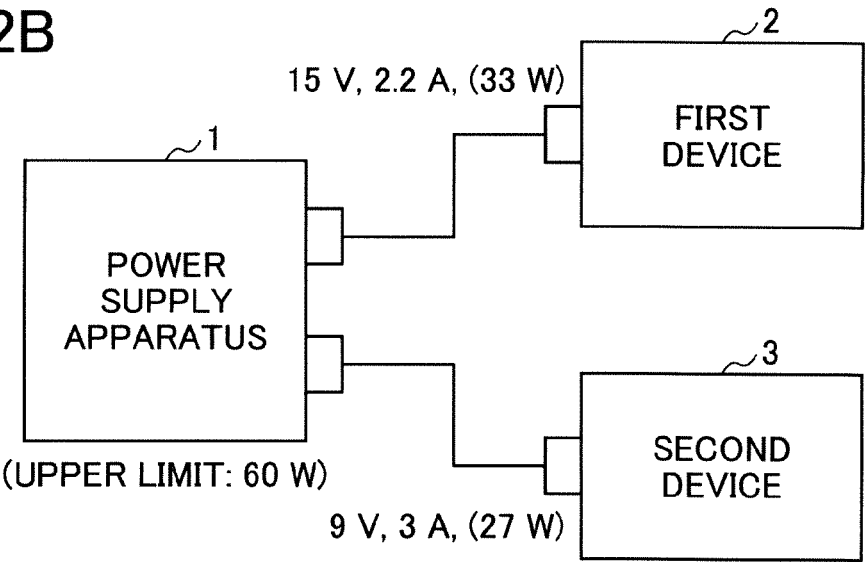 2B
2
15 V, 2.2 A, (33 W)
FIRST
DEVICE
1
POWER
SUPPLY
APPARATUS
3
(UPPER LIMIT: 60 W)
SECOND
DEVICE
9 V, 3 A, (27 W)